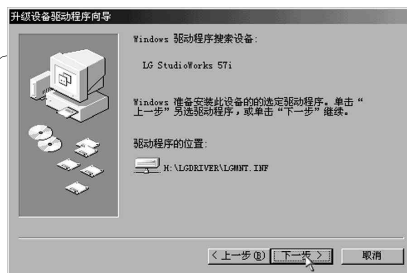 升级设备驱动程序向导
Windows 驱动程序搜索设备:
LG StudioWorks 57i
Windows 准备安装此设备的的选定驱动程序。单击“
上一步”另选驱动程序，或单击“下一步”继续。
驱动程序的位置:
H:\LGDRIVER\LGMNT.INF
< 上一步(B)
下一步 >
取消